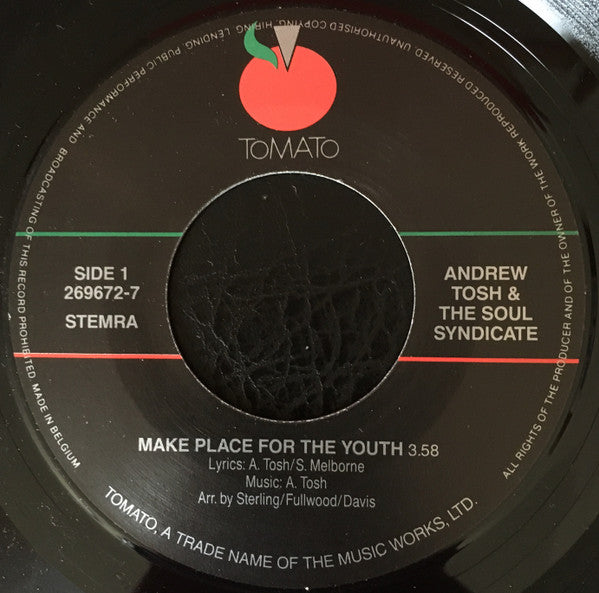 TOMATO
SIDE 1
269672-7
STEMRA
ANDREW
TOSH &
THE SOUL
SYNDICATE
MAKE PLACE FOR THE YOUTH 3.58
Lyrics: A. Tosh/S. Melborne
Music: A. Tosh
Arr. by Sterling/Fullwood/Davis
TOMATO, A TRADE NAME OF THE MUSIC WORKS, LTD.
ALL RIGHTS OF THE PRODUCER AND OF THE OWNER OF THE WORK REPRODUCED RESERVED UNAUTHORISED COPYING, HIRING, LENDING, PUBLIC PERFORMANCE AND BROADCASTING OF THIS RECORD PROHIBITED. MADE IN BELGIUM